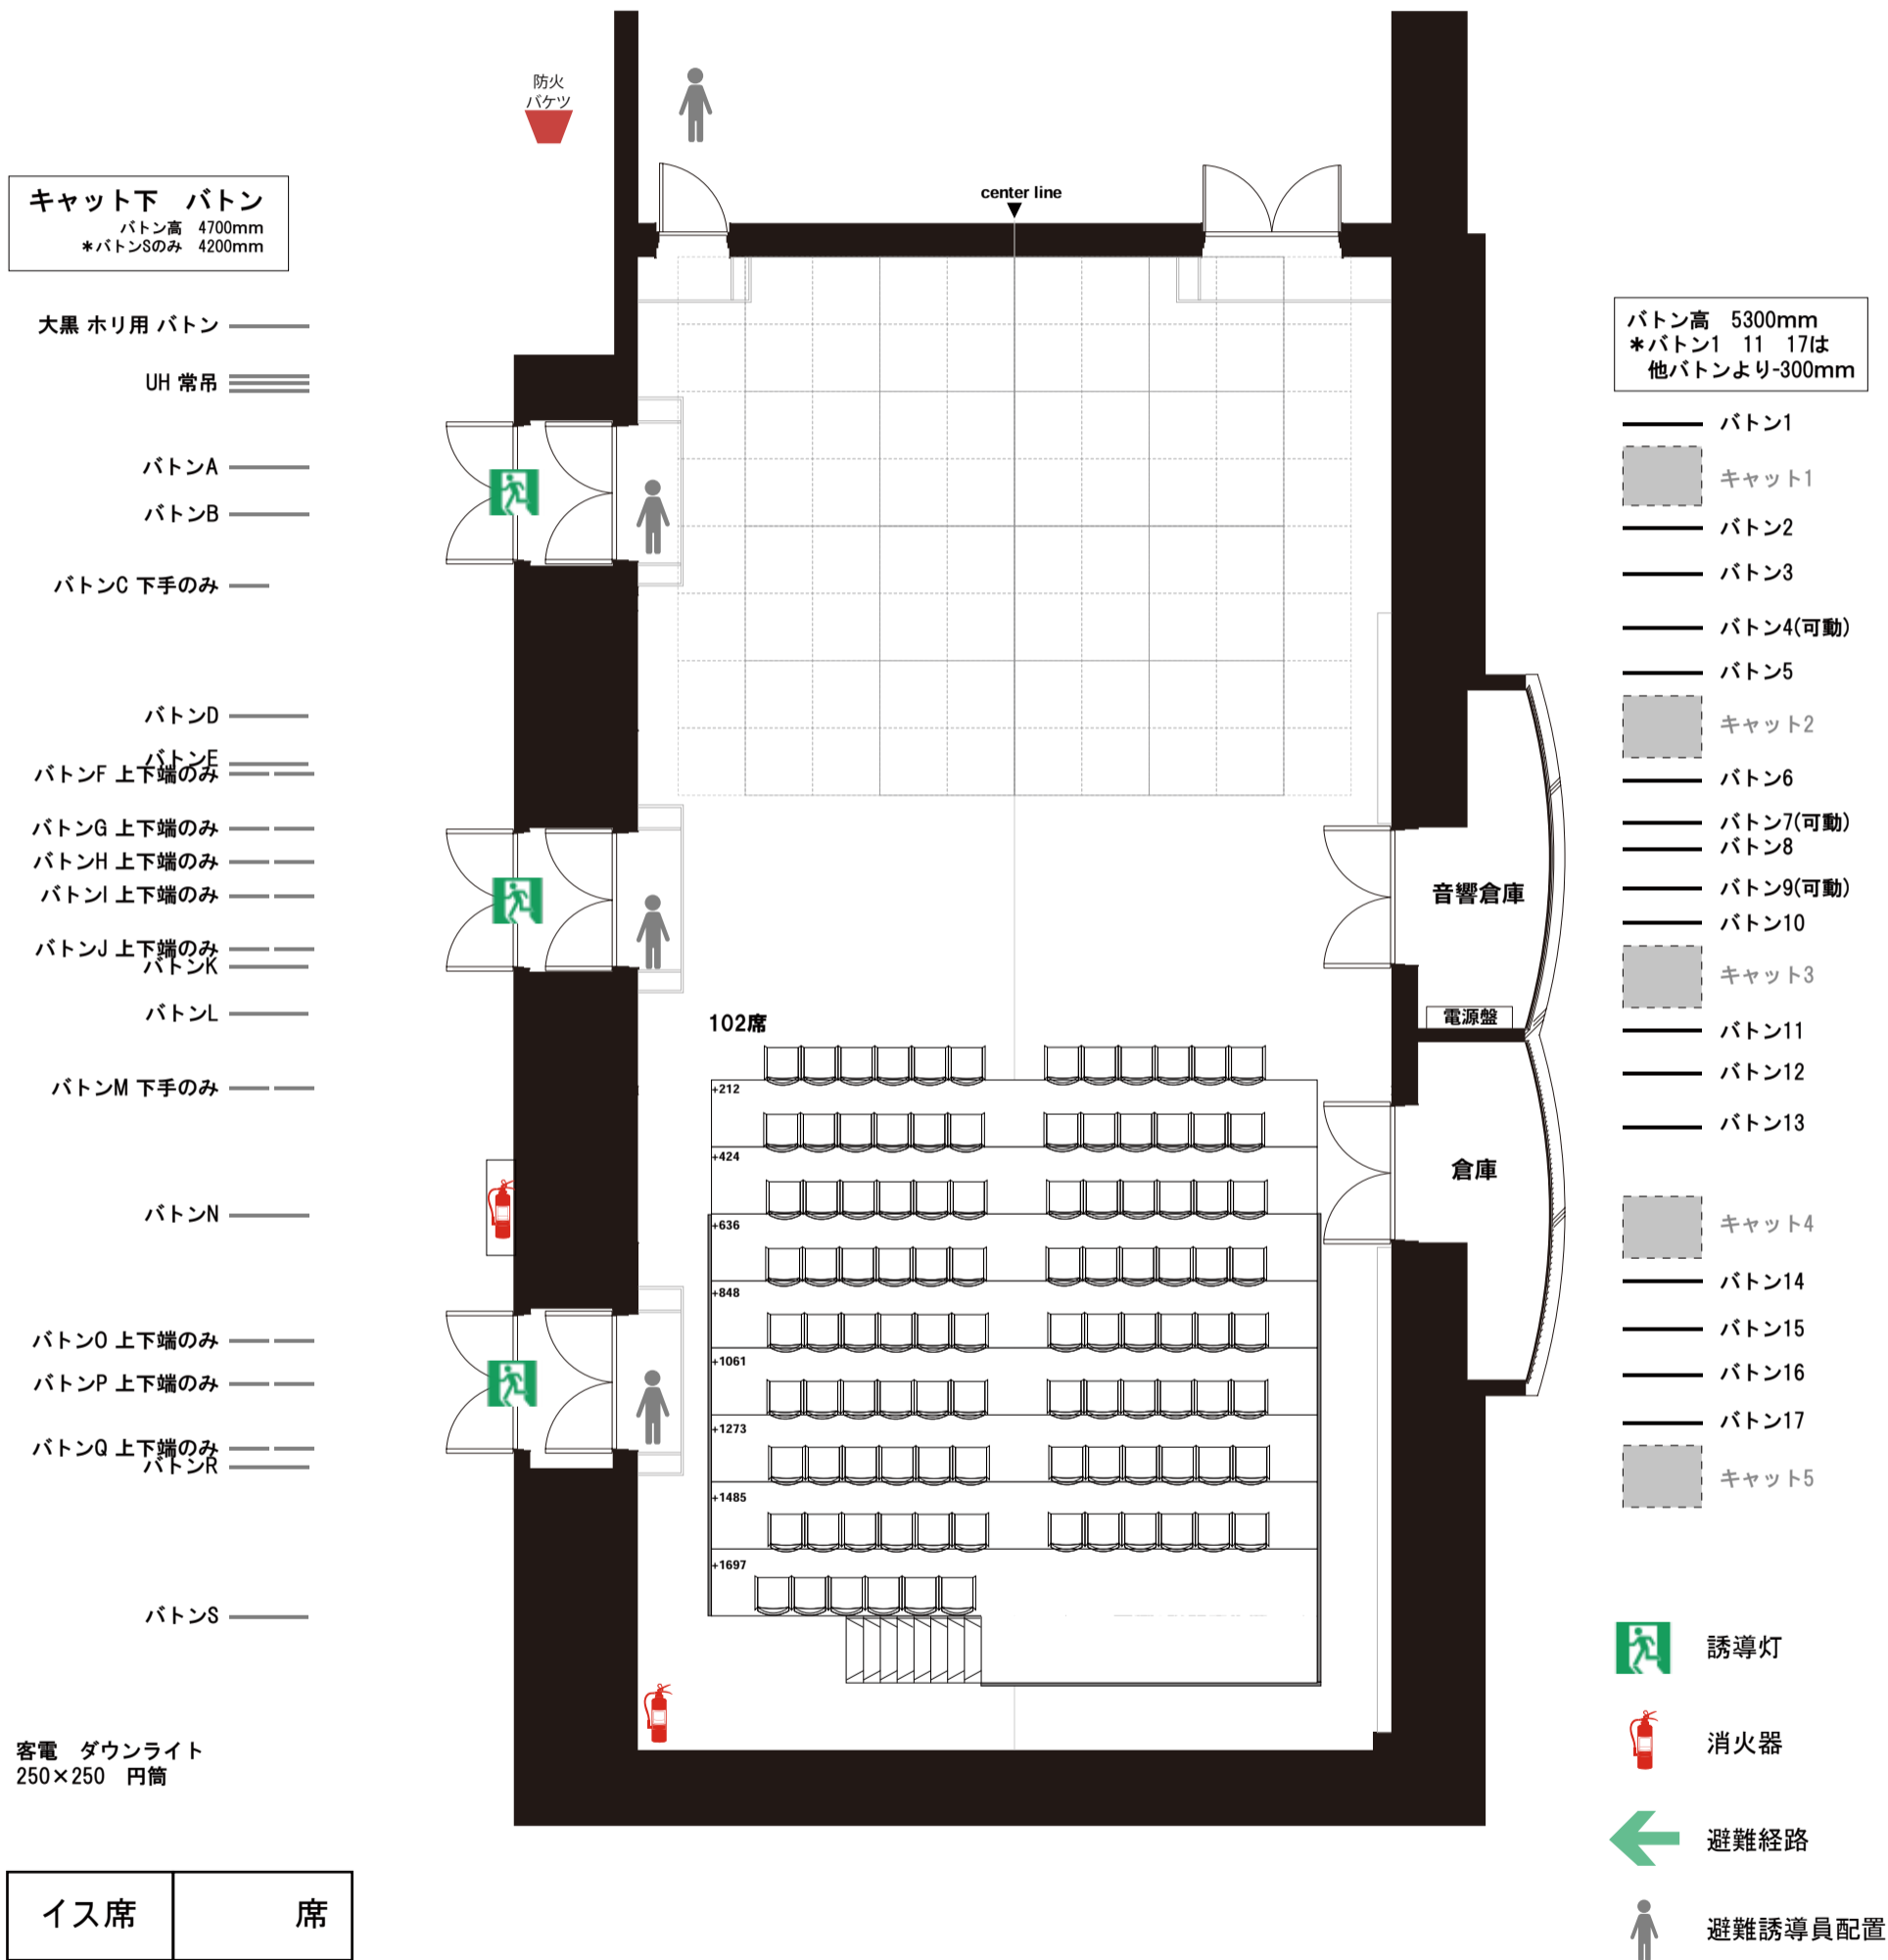 防火
バケツ
center line
キャット下　バトン
バトン高　4700mm
＊バトンSのみ　4200mm
大黒 ホリ用 バトン
UH 常吊
バトンA
バトンB
バトンC 下手のみ
バトンD
バトンE
バトンF 上下端のみ
バトンG 上下端のみ
バトンH 上下端のみ
バトンI 上下端のみ
バトンJ 上下端のみ
バトンK
バトンL
バトンM 下手のみ
バトンN
バトンO 上下端のみ
バトンP 上下端のみ
バトンQ 上下端のみ
バトンR
バトンS
客電　ダウンライト
250×250　円筒
イス席　席
102席
+212
+424
+636
+848
+1061
+1273
+1485
+1697
音響倉庫
電源盤
倉庫
バトン高　5300mm
＊バトン1　11　17は
他バトンより-300mm
バトン1
キャット1
バトン2
バトン3
バトン4(可動)
バトン5
キャット2
バトン6
バトン7(可動)
バトン8
バトン9(可動)
バトン10
キャット3
バトン11
バトン12
バトン13
キャット4
バトン14
バトン15
バトン16
バトン17
キャット5
誘導灯
消火器
避難経路
避難誘導員配置